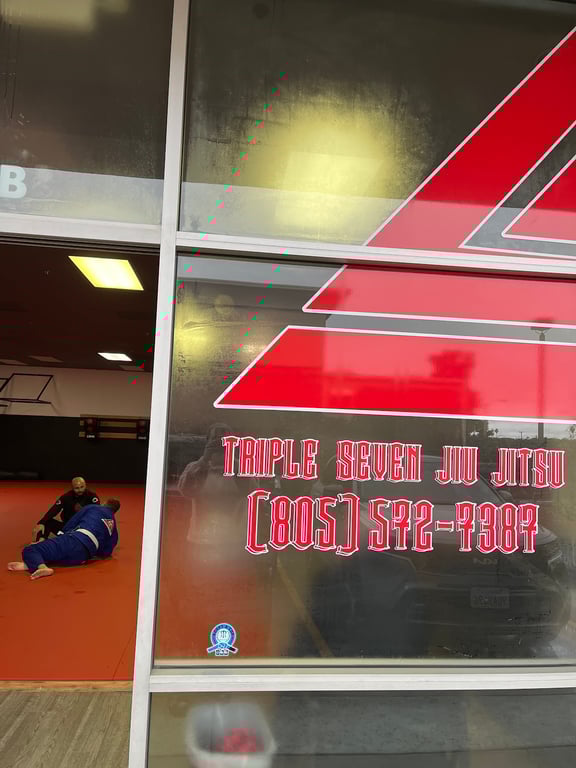 B
TRIPLE SEVEN JIU JITSU
(805) 572-7387